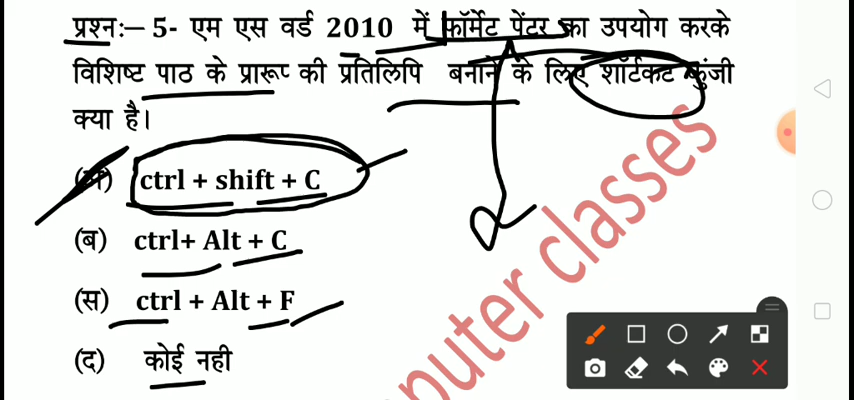 प्रश्नः– 5- एम एस वर्ड 2010 में फॉर्मेट पेंटर का उपयोग करके
विशिष्ट पाठ के प्रारूप की प्रतिलिपि बनाने के लिए शॉर्टकट कुंजी
क्या है।
(अ) ctrl + shift + C
(ब) ctrl+ Alt + C
(स) ctrl + Alt + F
(द) कोई नही
puter classes